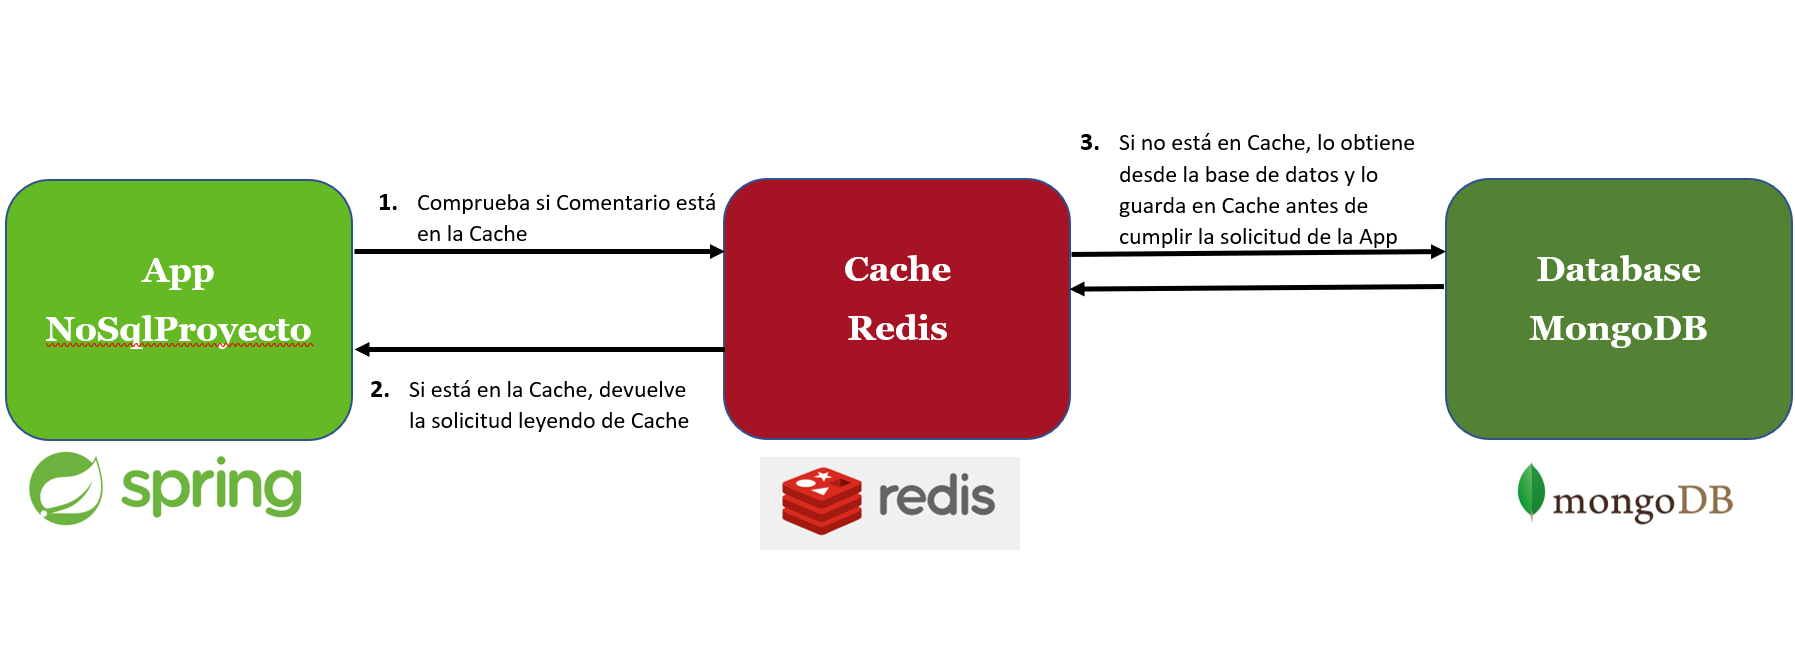 App
NoSqlProyecto
spring
1. Comprueba si Comentario está
en la Cache
2. Si está en la Cache, devuelve
la solicitud leyendo de Cache
Cache
Redis
redis
3. Si no está en Cache, lo obtiene
desde la base de datos y lo
guarda en Cache antes de
cumplir la solicitud de la App
Database
MongoDB
mongoDB